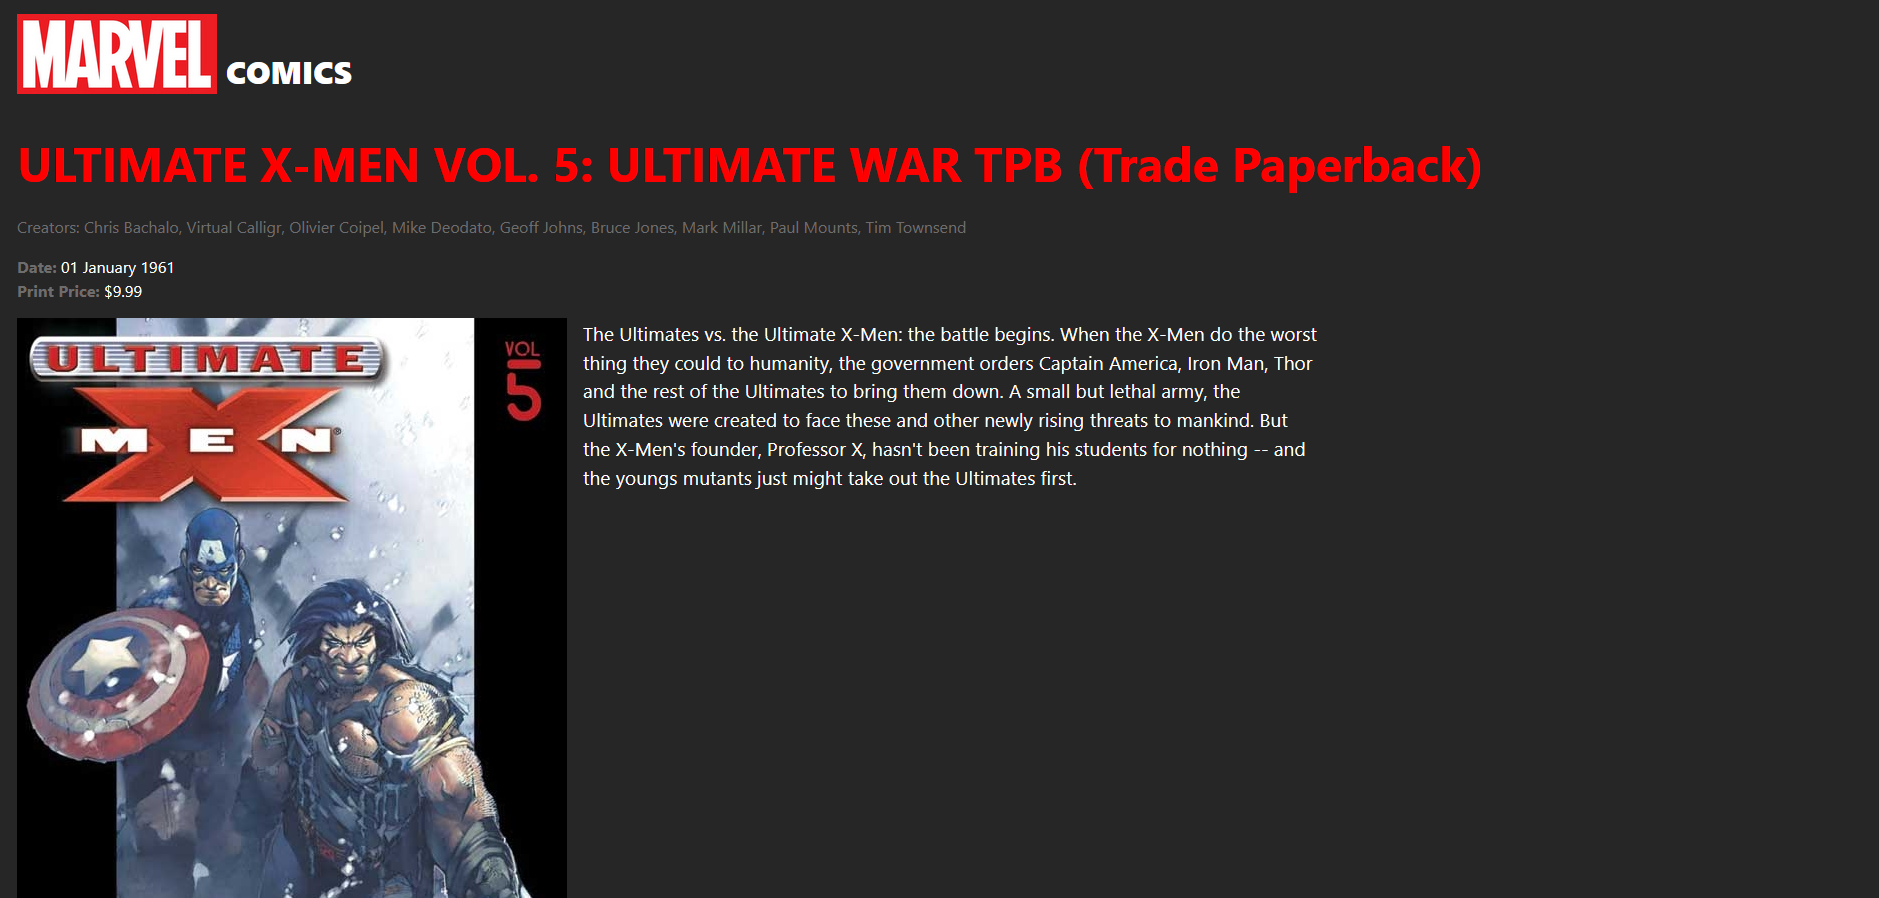 MARVEL COMICS
ULTIMATE X-MEN VOL. 5: ULTIMATE WAR TPB (Trade Paperback)
Creators: Chris Bachalo, Virtual Calligr, Olivier Coipel, Mike Deodato, Geoff Johns, Bruce Jones, Mark Millar, Paul Mounts, Tim Townsend
Date: 01 January 1961
Print Price: $9.99
ULTIMATE
X
MEN®
VOL
5
A
The Ultimates vs. the Ultimate X-Men: the battle begins. When the X-Men do the worst
thing they could to humanity, the government orders Captain America, Iron Man, Thor
and the rest of the Ultimates to bring them down. A small but lethal army, the
Ultimates were created to face these and other newly rising threats to mankind. But
the X-Men's founder, Professor X, hasn't been training his students for nothing -- and
the youngs mutants just might take out the Ultimates first.